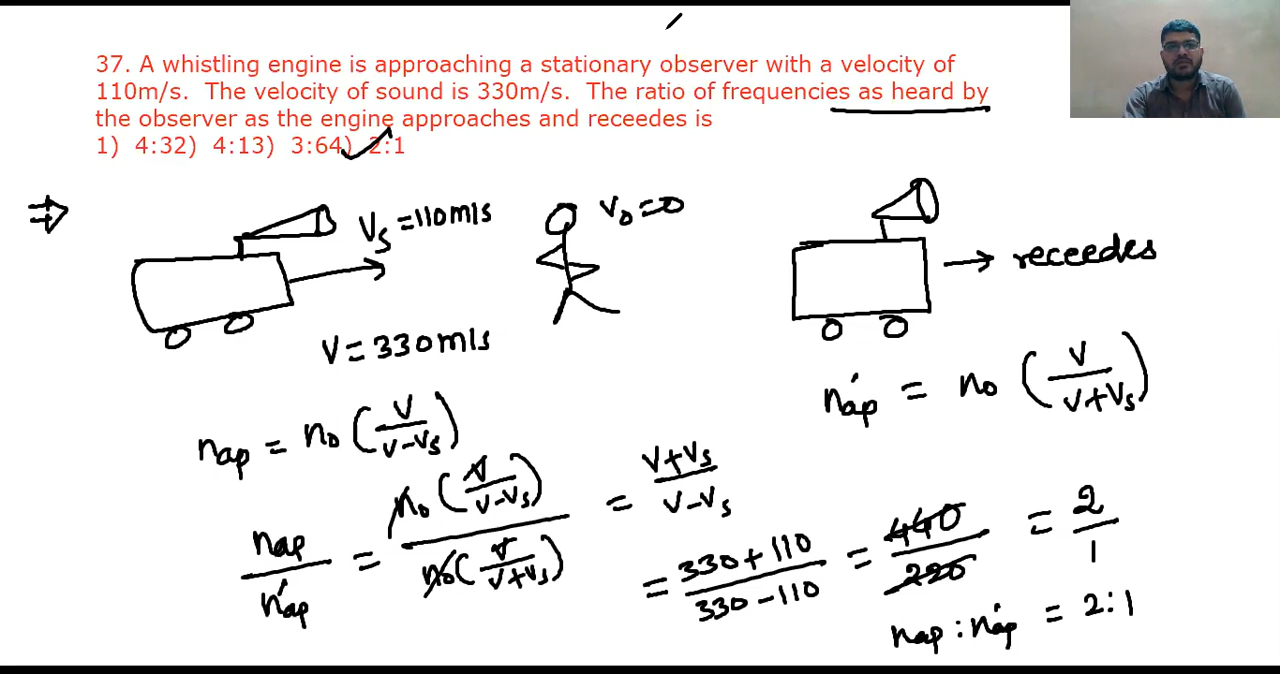 37. A whistling engine is approaching a stationary observer with a velocity of
110m/s. The velocity of sound is 330m/s. The ratio of frequencies as heard by
the observer as the engine approaches and receedes is
1) 4:32) 4:13) 3:64) 2:1
⇒
Vs = 110m/s
V0 = 0
receedes
V = 330m/s
nap = n0 (V/(V-Vs))
n'ap = n0 (V/(V+Vs))
nap/n'ap = n0 (V/(V-Vs)) / n0 (V/(V+Vs)) = (V+Vs)/(V-Vs)
= (330+110)/(330-110) = 440/220 = 2/1
nap : n'ap = 2:1